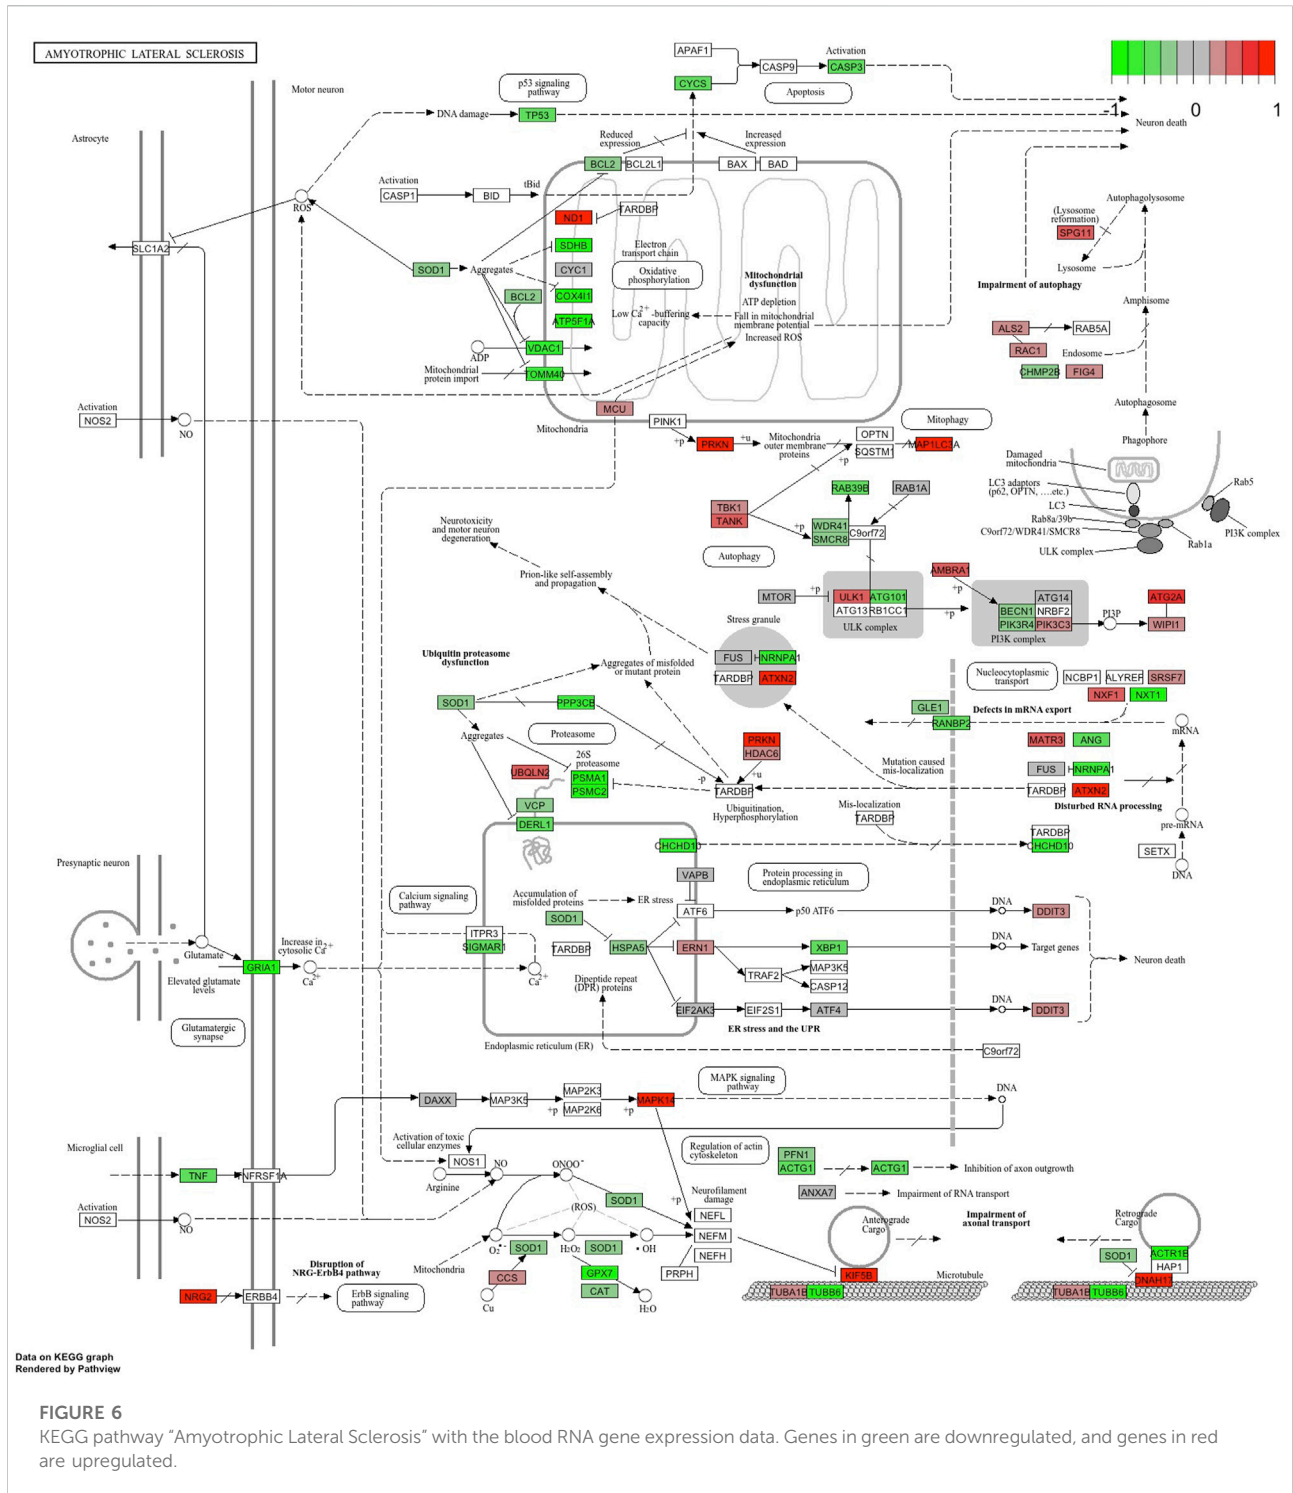 AMYOTROPHIC LATERAL SCLEROSIS
-1
0
1
APAF1
CASP9
Activation
CASP3
CYCS
Apoptosis
Motor neuron
p53 signaling
pathway
DNA damage
TP53
Neuron death
Astrocyte
Reduced
expression
Increased
expression
BCL2
BCL2L1
BAX
BAD
Activation
CASP1
BID
tBid
ROS
SLC1A2
ND1
TARDBP
SDHB
Electron
transport chain
CYC1
Oxidative
phosphorylation
Mitochondrial
dysfunction
SOD1
Aggregates
BCL2
COX4I1
ATP5F1A
Low Ca2+ -buffering
capacity
ATP depletion
Fall in mitochondrial
membrane potential
Increased ROS
VDAC1
ADP
Mitochondrial
protein import
TOMM40
MCU
Mitochondria
PINK1
Autophagolysosome
(Lysosome
reformation)
SPG11
Lysosome
Impairment of autophagy
Amphisome
ALS2
RAB5A
RAC1
Endosome
CHMP2B
FIG4
Autophagosome
Phagophore
Activation
NOS2
NO
+p
PRKN
+u
Mitochondria
outer membrane
proteins
OPTN
SQSTM1
+p
Mitophagy
MAP1LC3A
Damaged
mitochondria
LC3 adaptors
(p62, OPTN, ....etc.)
LC3
Rab8a/39b
C9orf72/WDR41/SMCR8
ULK complex
Rab1a
Rab5
PI3K complex
RAB39B
RAB1A
TBK1
TANK
+p
WDR41
SMCR8
C9orf72
Autophagy
Neurotoxicity
and motor neuron
degeneration
Prion-like self-assembly
and propagation
MTOR
+p
ULK1
ATG101
ATG13
RB1CC1
ULK complex
AMBRA1
+p
+p
ATG14
BECN1
NRBF2
PIK3R4
PIK3C3
PI3K complex
PI3P
ATG2A
WIPI1
Stress granule
FUS
HNRNPA1
TARDBP
ATXN2
Ubiquitin proteasome
dysfunction
Aggregates of misfolded
or mutant protein
Nucleocytoplasmic
transport
NCBP1
ALYREF
SRSF7
NXF1
NXT1
GLE1
RANBP2
Defects in mRNA export
mRNA
SOD1
PPP3CB
Aggregates
Proteasome
26S
proteasome
UBQLN2
PSMA1
PSMC2
PRKN
HDAC6
+u
-p
TARDBP
Ubiquitination,
Hyperphosphorylation
Mutation caused
mis-localization
MATR3
ANG
FUS
HNRNPA1
TARDBP
ATXN2
Disturbed RNA processing
VCP
DERL1
Mis-localization
TARDBP
pre-mRNA
SETX
DNA
TARDBP
CHCHD10
CHCHD10
Presynaptic neuron
VAPB
Protein processing in
endoplasmic reticulum
Calcium signaling
pathway
Accumulation of
misfolded proteins
ER stress
SOD1
ATF6
p50 ATF6
DNA
DDIT3
ITPR3
SIGMAR1
TARDBP
HSPA5
ERN1
XBP1
DNA
Target genes
Glutamate
Increase in
cytosolic Ca2+
GRIA1
Ca2+
Ca2+
TRAF2
MAP3K5
CASP12
Neuron death
Elevated glutamate
levels
Dipeptide repeat
(DPR) proteins
EIF2AK3
EIF2S1
ATF4
DNA
DDIT3
ER stress and the UPR
Glutamatergic
synapse
Endoplasmic reticulum (ER)
C9orf72
MAPK signaling
pathway
DNA
DAXX
MAP3K5
MAP2K3
MAP2K6
+p
+p
MAPK14
Activation of toxic
cellular enzymes
NOS1
Microglial cell
TNF
TNFRSF1A
Arginine
NO
ONOO-
Regulation of actin
cytoskeleton
PFN1
ACTG1
ACTG1
Inhibition of axon outgrowth
ANXA7
Impairment of RNA transport
Activation
NOS2
NO
SOD1
(ROS)
+p
Neurofilament
damage
NEFL
NEFM
NEFH
PRPH
O2•-
SOD1
H2O2
SOD1
• OH
Mitochondria
CCS
Cu
GPX7
CAT
H2O
Disruption of
NRG-ErbB4 pathway
NRG2
ERBB4
ErbB signaling
pathway
Anterograde
Cargo
Impairment of
axonal transport
Retrograde
Cargo
SOD1
ACTR1B
HAP1
DNAH17
KIF5B
Microtubule
TUBA1B
TUBB6
TUBA1B
TUBB6
Data on KEGG graph
Rendered by Pathview
FIGURE 6
KEGG pathway “Amyotrophic Lateral Sclerosis” with the blood RNA gene expression data. Genes in green are downregulated, and genes in red
are upregulated.